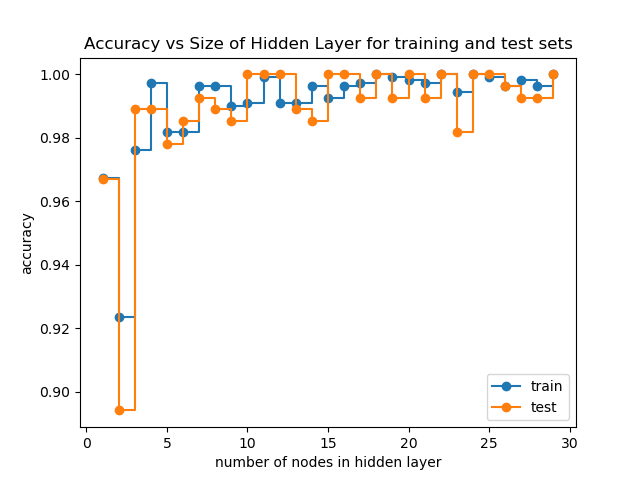 Accuracy vs Size of Hidden Layer for training and test sets
1.00
0.98
0.96
0.94
0.92
0.90
accuracy
0
5
10
15
20
25
30
number of nodes in hidden layer
train
test